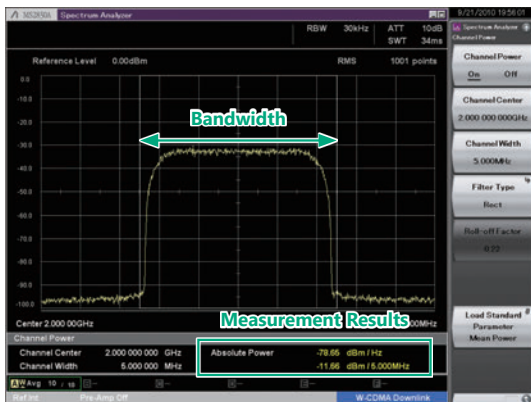 MS2830A Spectrum Analyzer
9/21/2010 19:56:01
RBW 30kHz ATT 10dB
SWT 34ms
Reference Level 0.00dBm RMS 1001 points
0.0
-10.0
-20.0
-30.0
-40.0
-50.0
-60.0
-70.0
-80.0
-90.0
-100.0
Bandwidth
Measurement Results
Center 2.000 00GHz
00MHz
Channel Power
Channel Center 2.000 000 000 GHz Absolute Power -78.65 dBm / Hz
Channel Width 5.000 000 MHz -11.66 dBm / 5.000MHz
Avg 10 / 10
Ref.Int Pre-Amp Off W-CDMA Downlink
Spectrum Analyzer
Channel Power
Channel Power
On Off
Channel Center
2.000 000 000GHz
Channel Width
5.000MHz
Filter Type
Rect
Roll-off Factor
0.22
Load Standard
Parameter
Mean Power